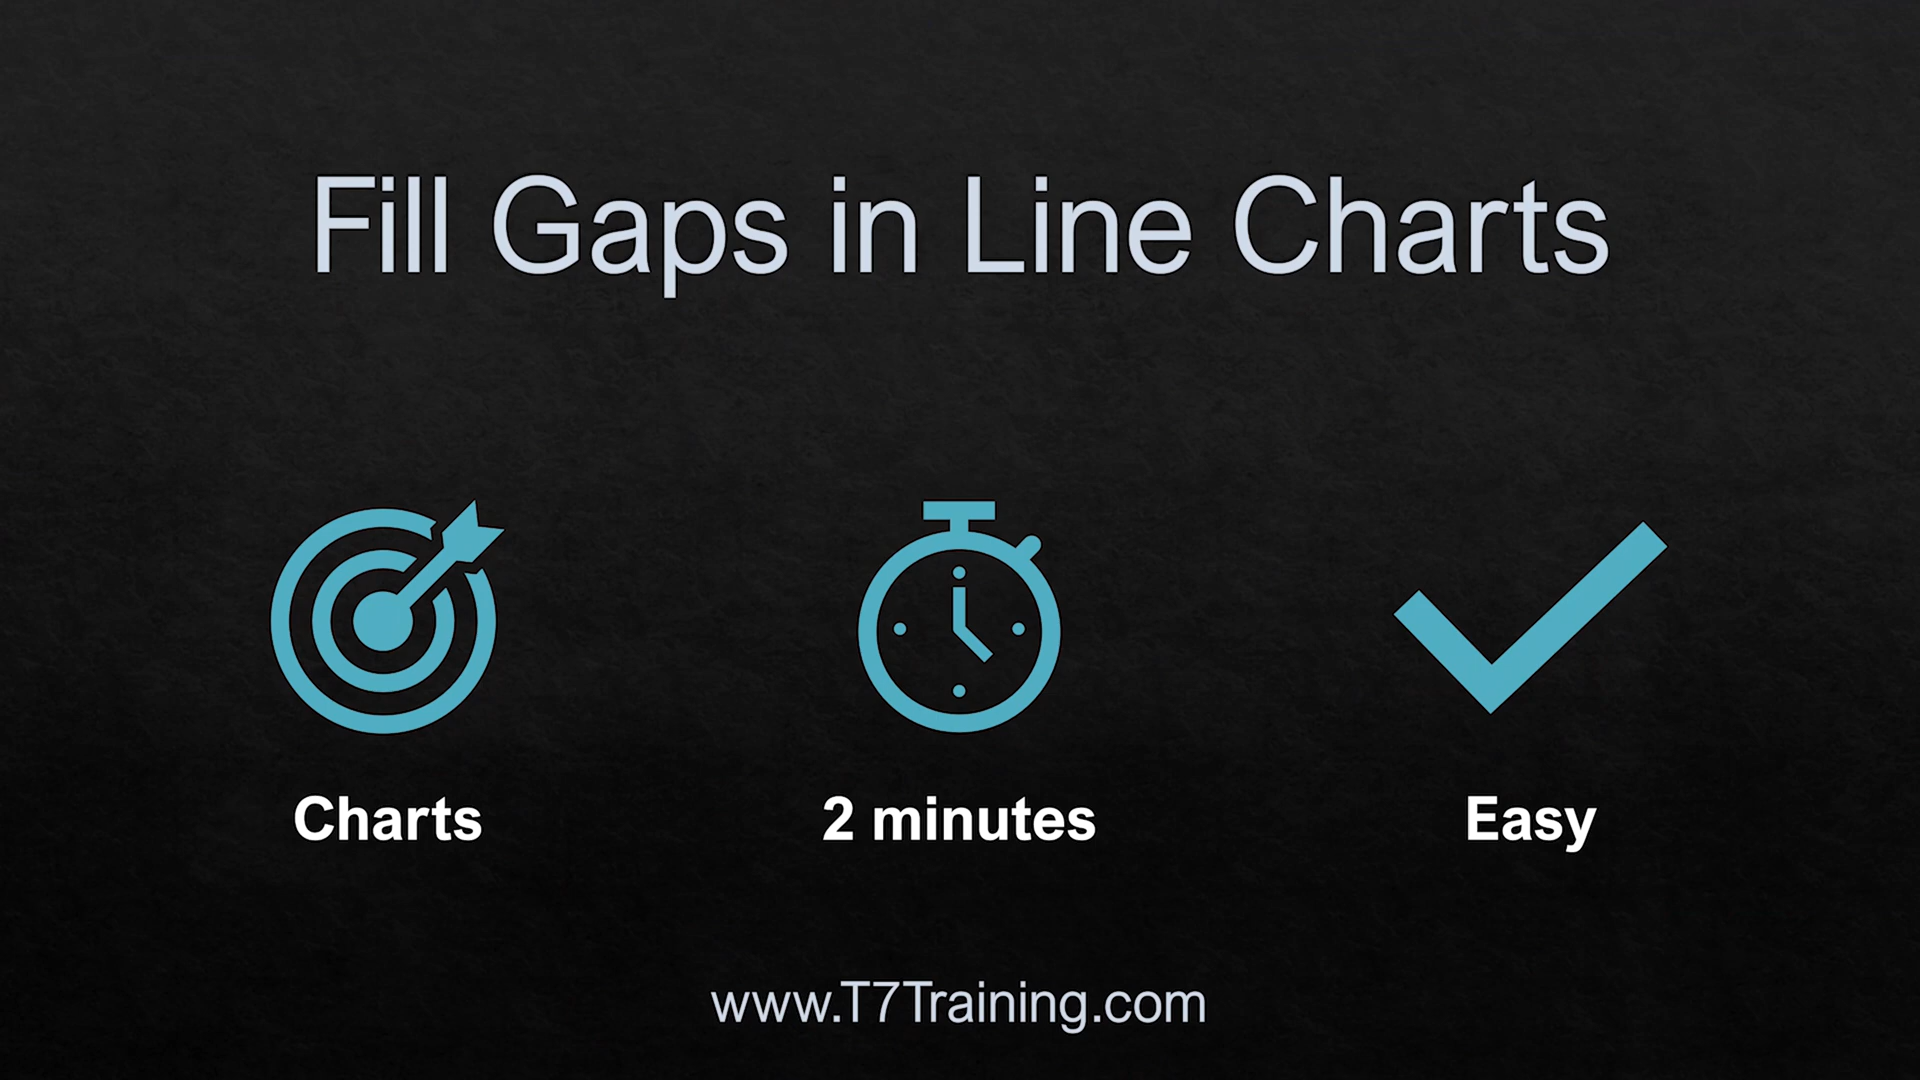 Fill Gaps in Line Charts
Charts
2 minutes
Easy
www.T7Training.com